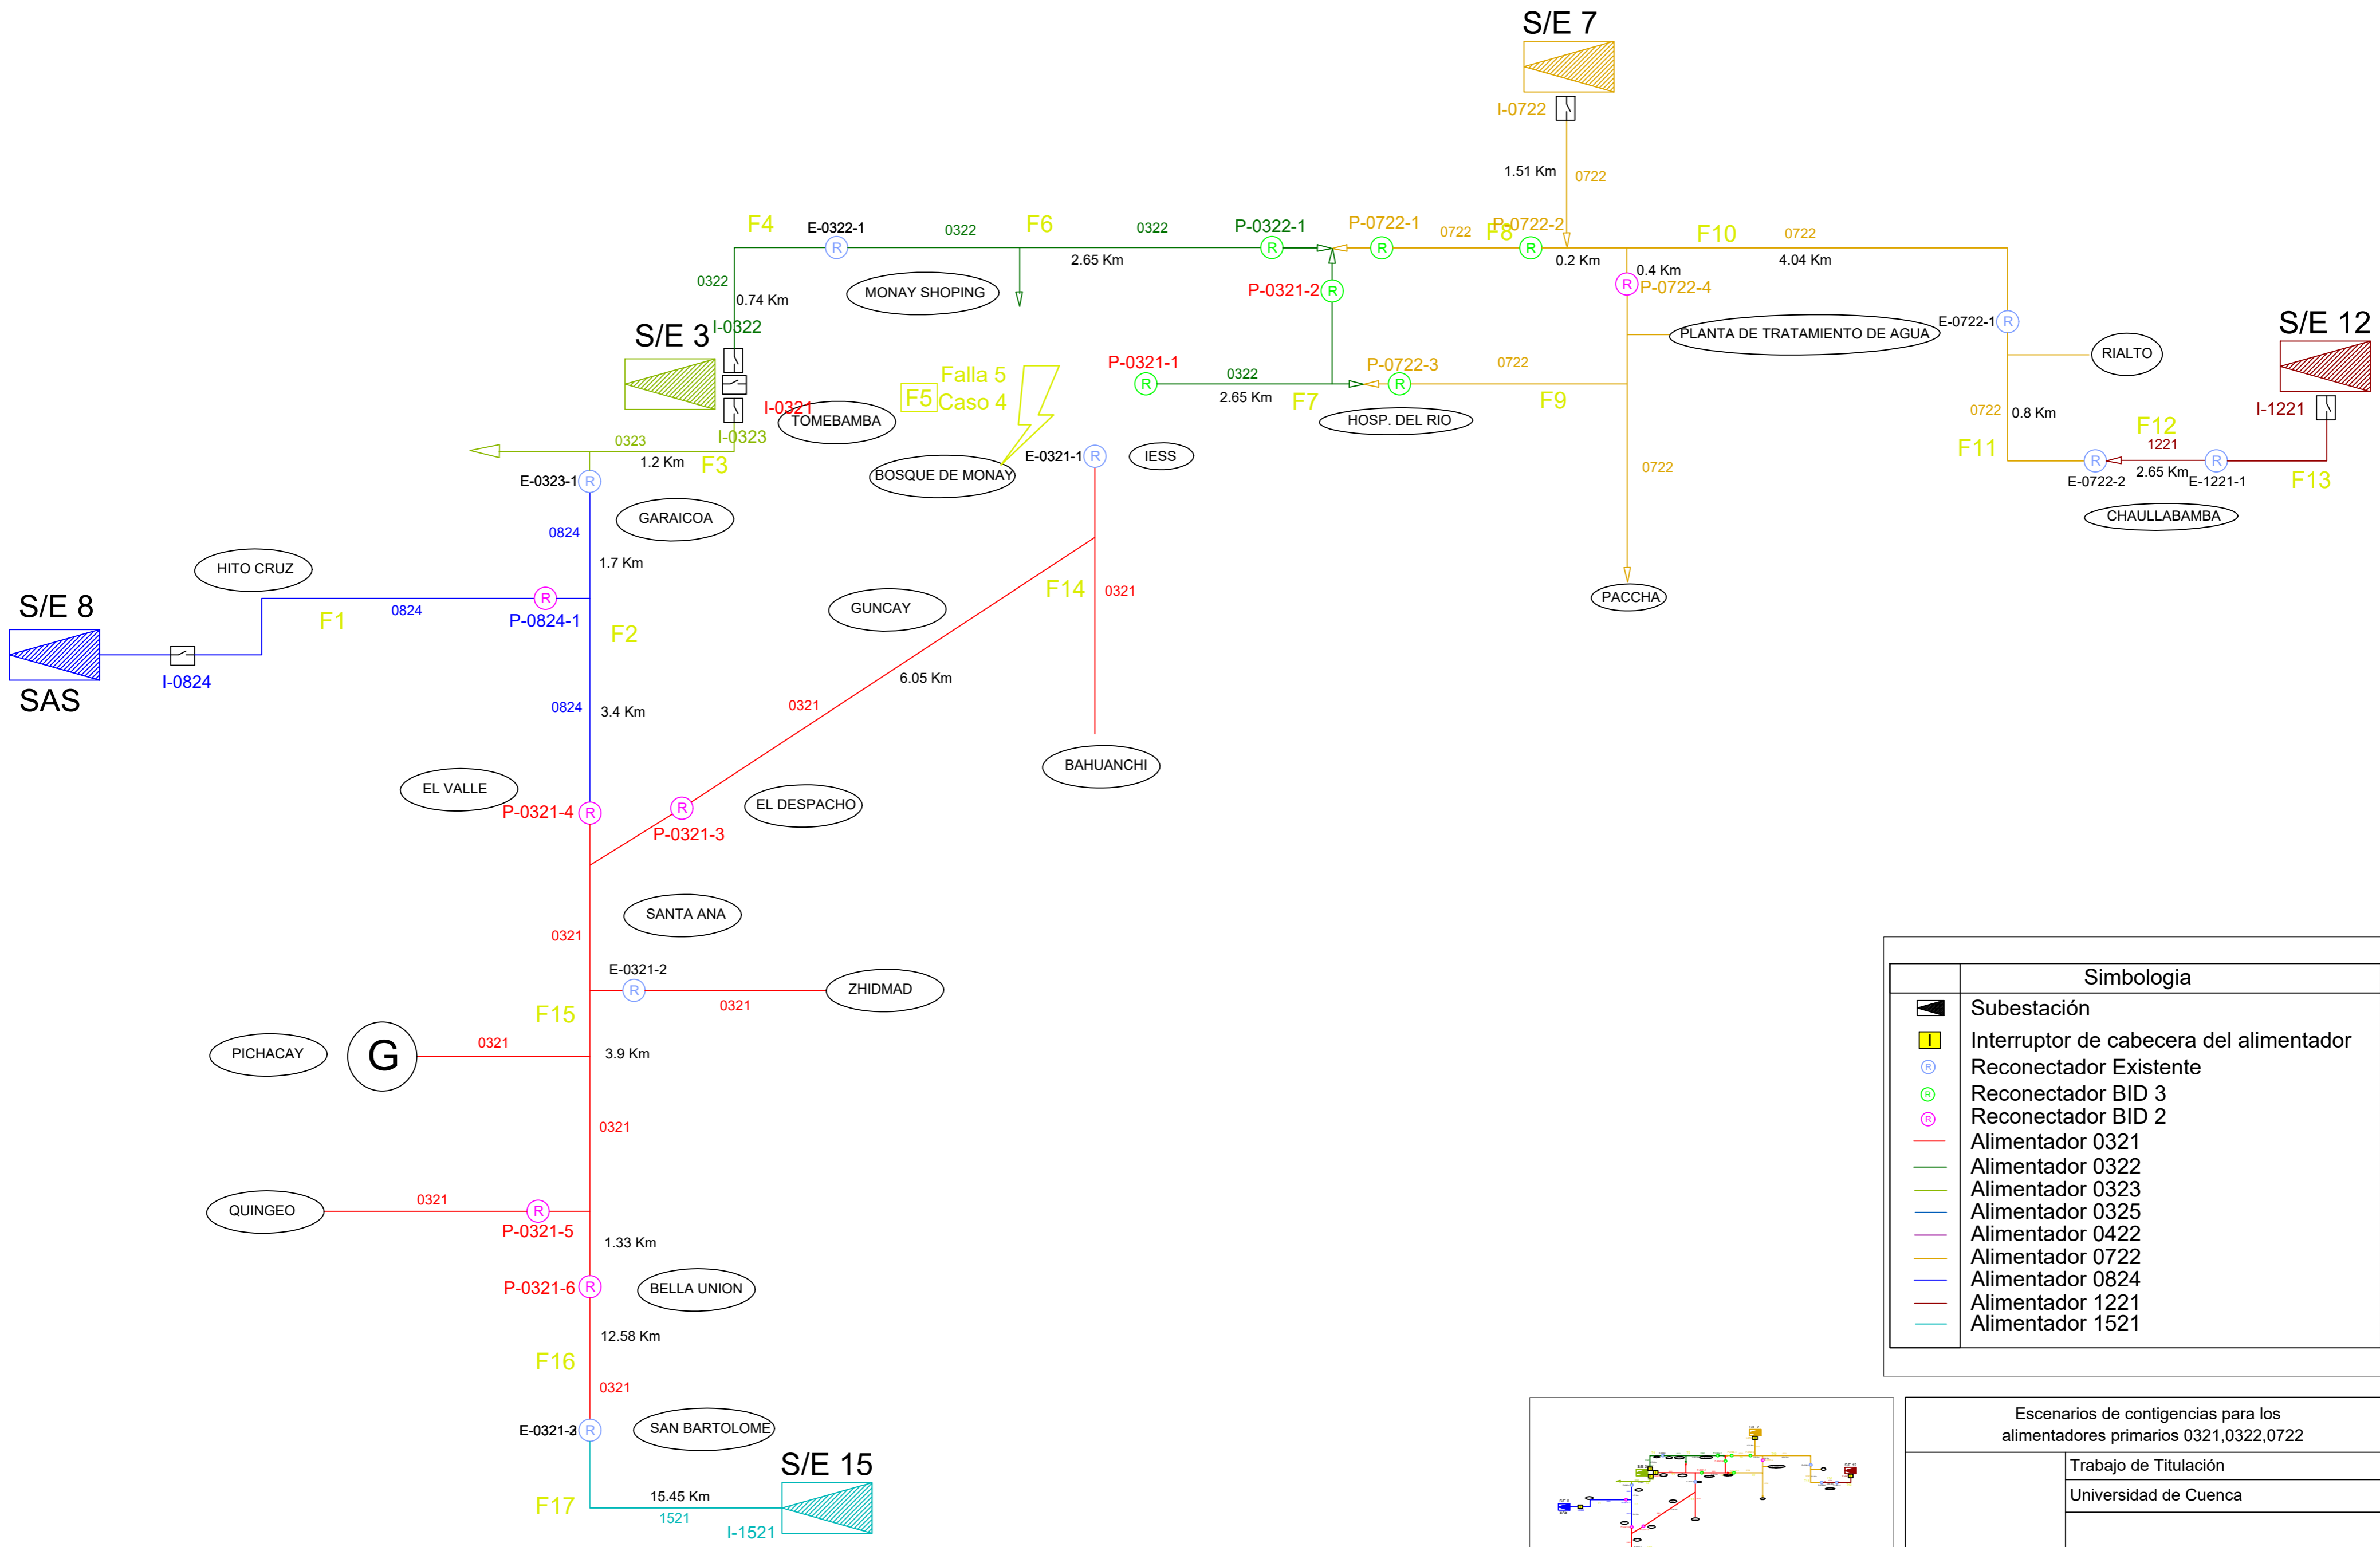 S/E 7
I-0722
1.51 Km
0722
F4
E-0322-1
0322
F6
0322
P-0322-1
P-0722-1
0722
F8
P-0722-2
F10
0722
2.65 Km
0.2 Km
0.4 Km
4.04 Km
0322
0.74 Km
MONAY SHOPING
P-0321-2
P-0722-4
S/E 3
I-0322
PLANTA DE TRATAMIENTO DE AGUA
E-0722-1
S/E 12
RIALTO
Falla 5
F5
Caso 4
P-0321-1
0322
2.65 Km
F7
P-0722-3
0722
F9
I-0321
I-0323
TOMEBAMBA
HOSP. DEL RIO
0722
0.8 Km
I-1221
F12
1221
0323
1.2 Km
F3
BOSQUE DE MONAY
E-0321-1
IESS
0722
F11
2.65 Km
E-0722-2
E-1221-1
F13
E-0323-1
GARAICOA
CHAULLABAMBA
0824
1.7 Km
HITO CRUZ
S/E 8
F1
0824
P-0824-1
F2
GUNCAY
F14
0321
PACCHA
I-0824
SAS
0824
3.4 Km
6.05 Km
0321
EL VALLE
P-0321-4
P-0321-3
EL DESPACHO
BAHUANCHI
SANTA ANA
0321
E-0321-2
0321
ZHIDMAD
F15
PICHACAY
G
0321
3.9 Km
0321
QUINGEO
0321
P-0321-5
1.33 Km
P-0321-6
BELLA UNION
12.58 Km
F16
0321
SAN BARTOLOME
S/E 15
F17
15.45 Km
1521
I-1521
Simbologia
Subestación
I Interruptor de cabecera del alimentador
R Reconectador Existente
R Reconectador BID 3
R Reconectador BID 2
Alimentador 0321
Alimentador 0322
Alimentador 0323
Alimentador 0325
Alimentador 0422
Alimentador 0722
Alimentador 0824
Alimentador 1221
Alimentador 1521
Escenarios de contigencias para los
alimentadores primarios 0321,0322,0722
Trabajo de Titulación
Universidad de Cuenca